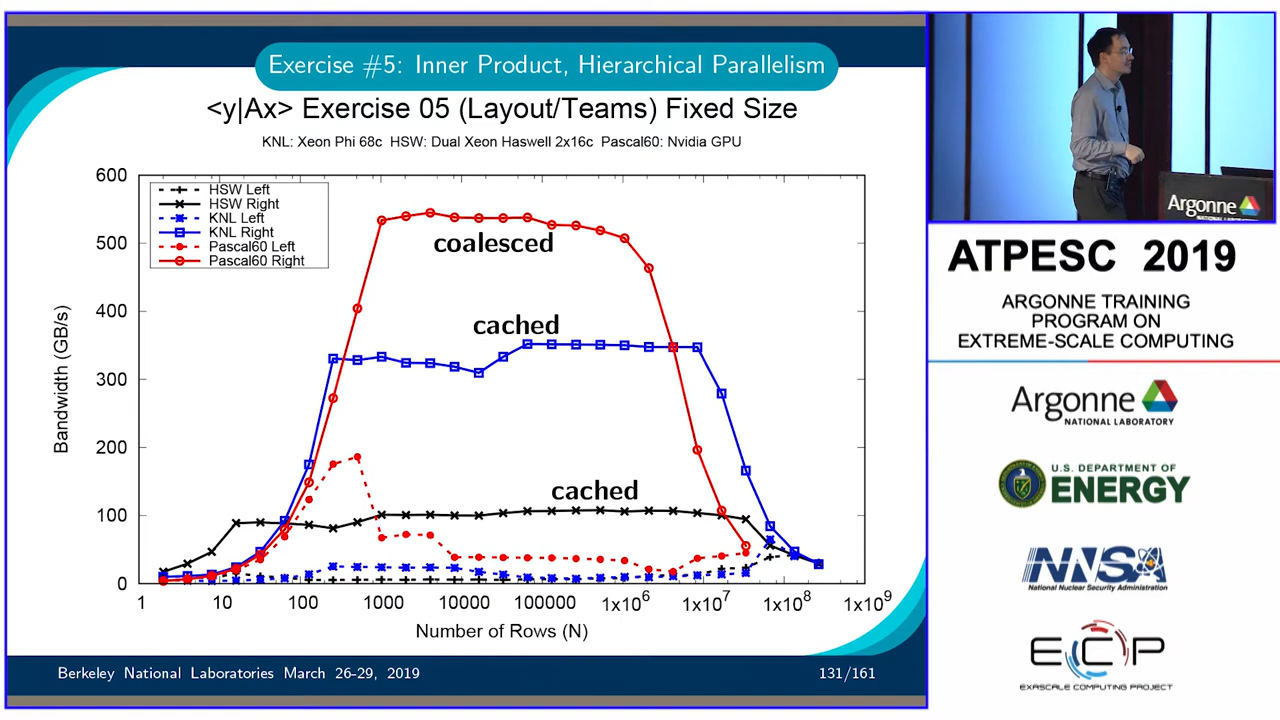 Exercise #5: Inner Product, Hierarchical Parallelism
<y|Ax> Exercise 05 (Layout/Teams) Fixed Size
KNL: Xeon Phi 68c HSW: Dual Xeon Haswell 2x16c Pascal60: Nvidia GPU
600
500
400
300
200
100
0
Bandwidth (GB/s)
HSW Left
HSW Right
KNL Left
KNL Right
Pascal60 Left
Pascal60 Right
coalesced
cached
cached
1 10 100 1000 10000 100000 1x10^6 1x10^7 1x10^8 1x10^9
Number of Rows (N)
Berkeley National Laboratories March 26-29, 2019 131/161
Argonne
NATIONAL LABORATORY
ATPESC 2019
ARGONNE TRAINING
PROGRAM ON
EXTREME-SCALE COMPUTING
Argonne
NATIONAL LABORATORY
U.S. DEPARTMENT OF
ENERGY
NNSA
National Nuclear Security Administration
ECP
EXASCALE COMPUTING PROJECT